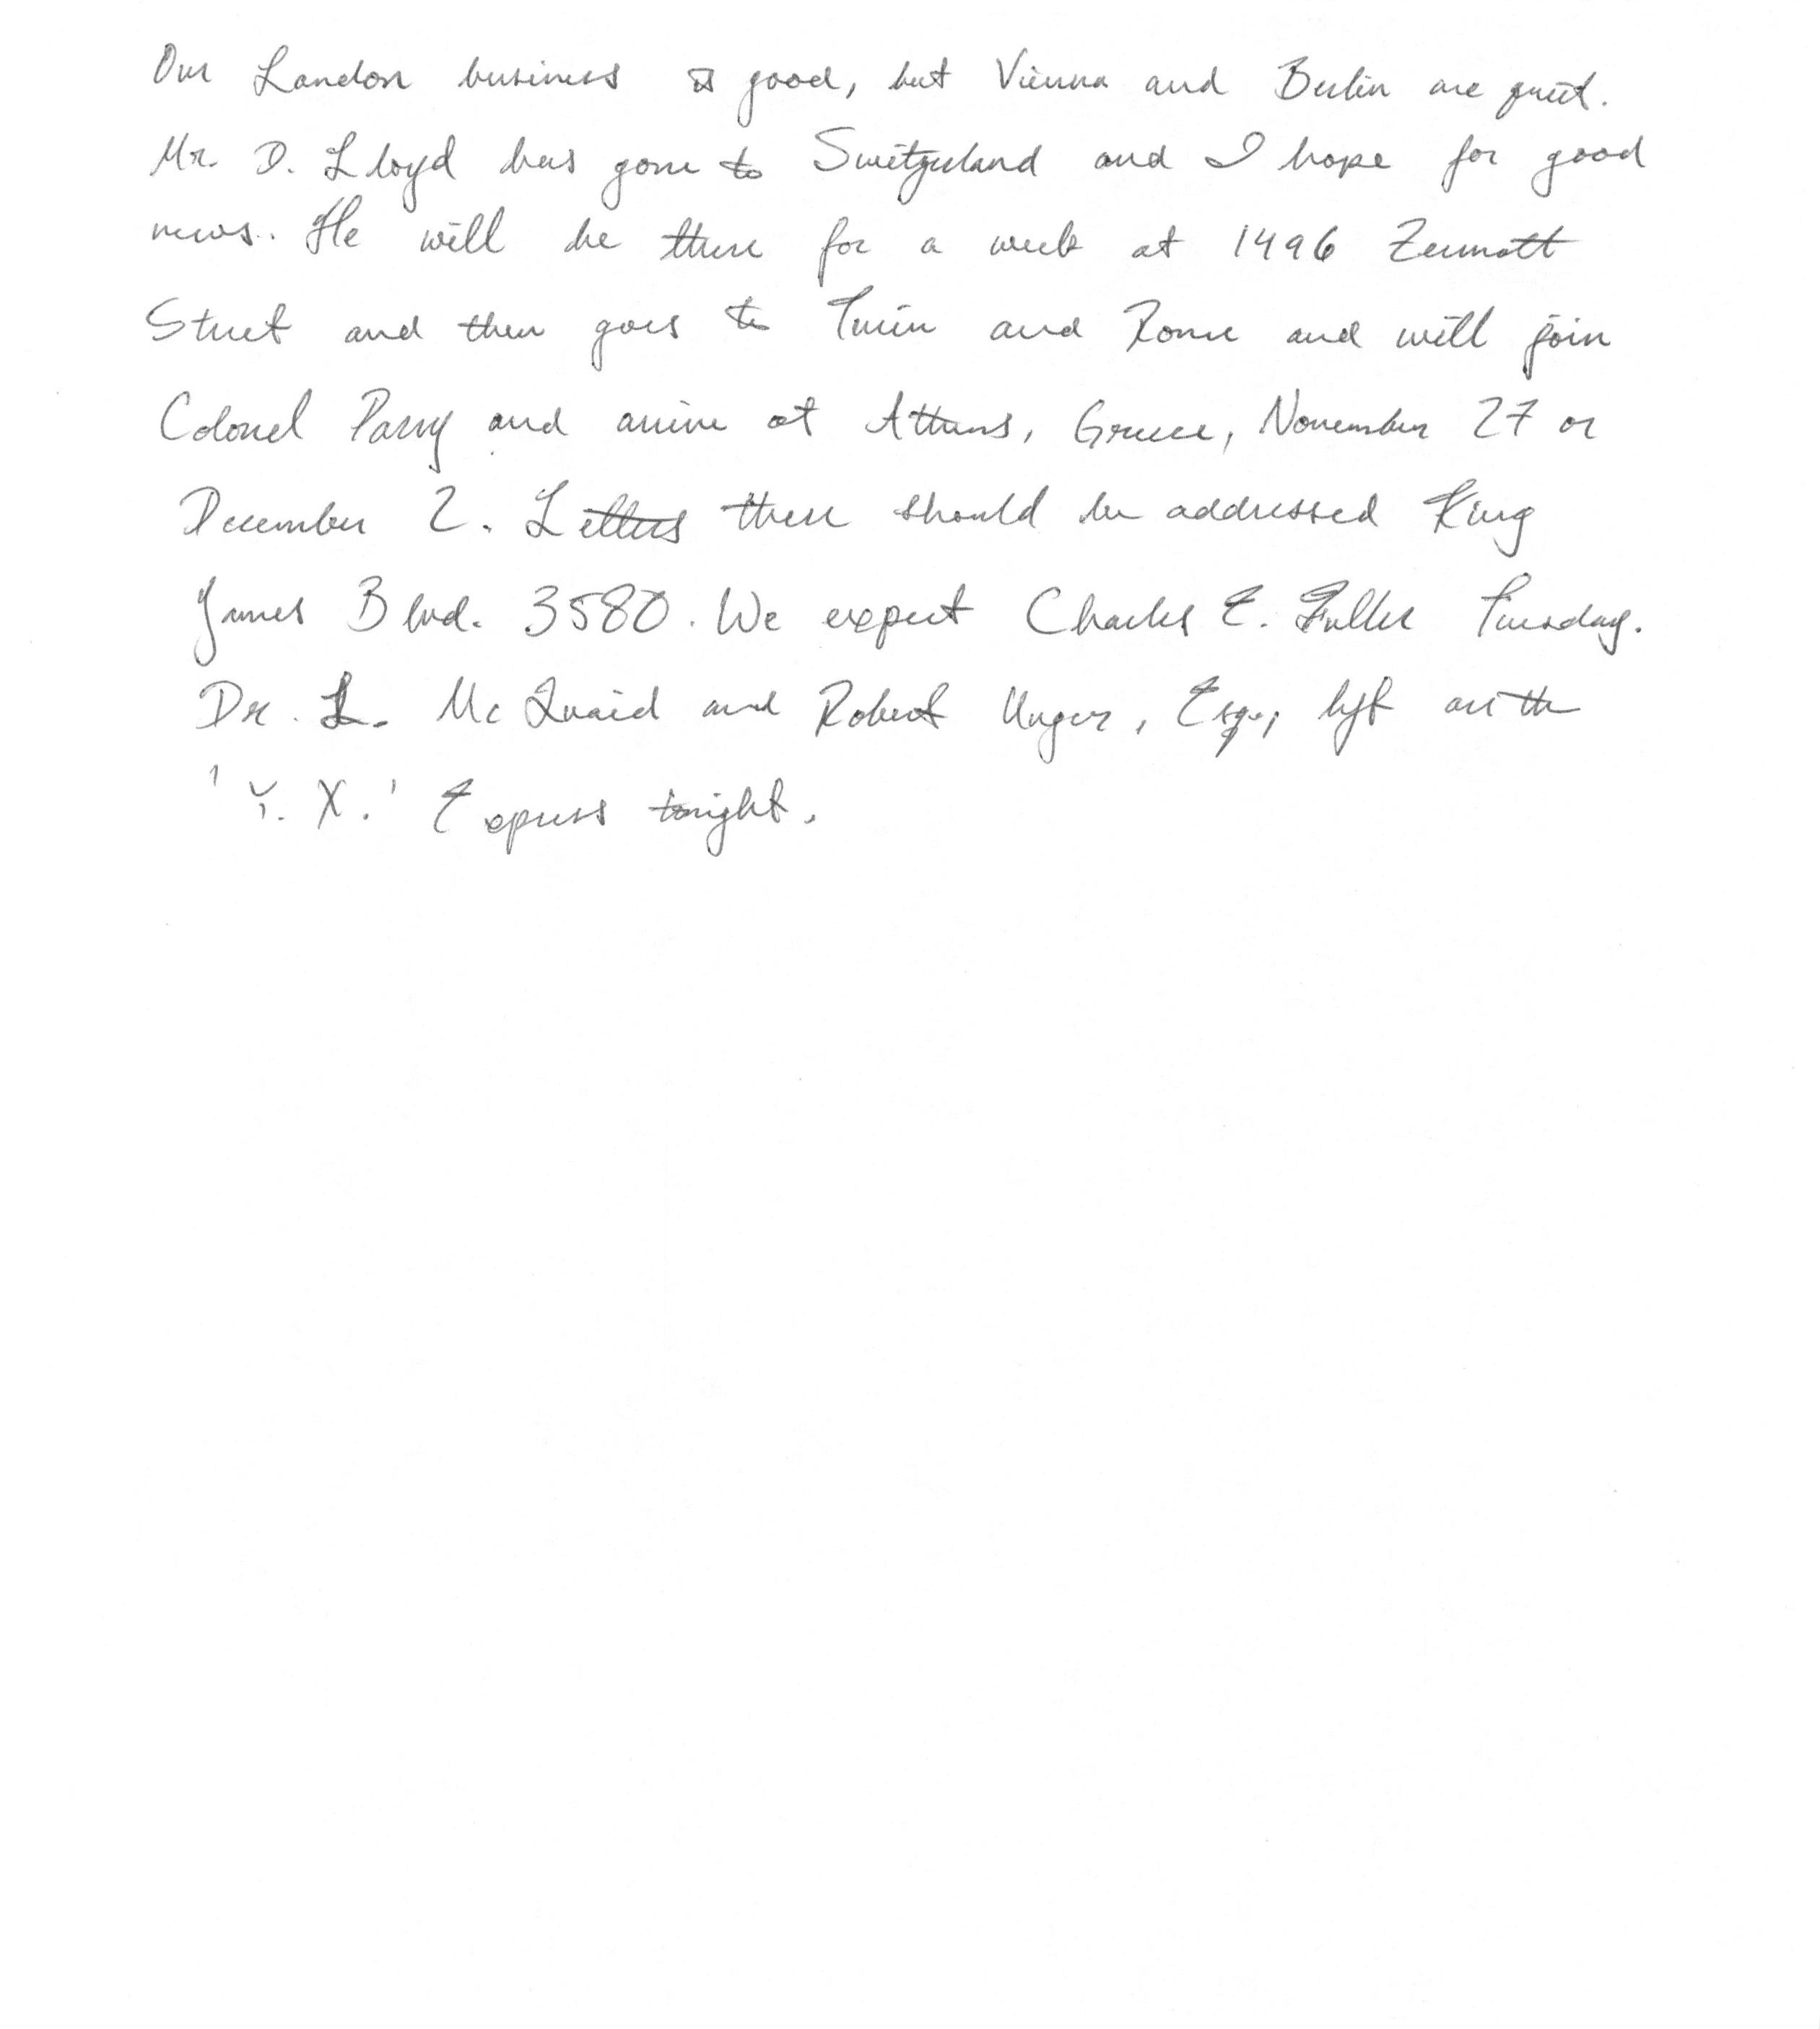 Our London business is good, but Vienna and Berlin are quiet.
Mr. D. Lloyd has gone to Switzerland and I hope for good
news. He will be there for a week at 1496 Zermott
Street and then goes to Turin and Rome and will join
Colonel Parry and arrive at Athens, Greece, November 27 or
December 2. Letters there should be addressed King
James Blvd. 3580. We expect Charles E. Fuller Tuesday.
Dr. L. Mc Quaid and Robert Unger, Esq., left on the
'Y. X.' Express tonight.